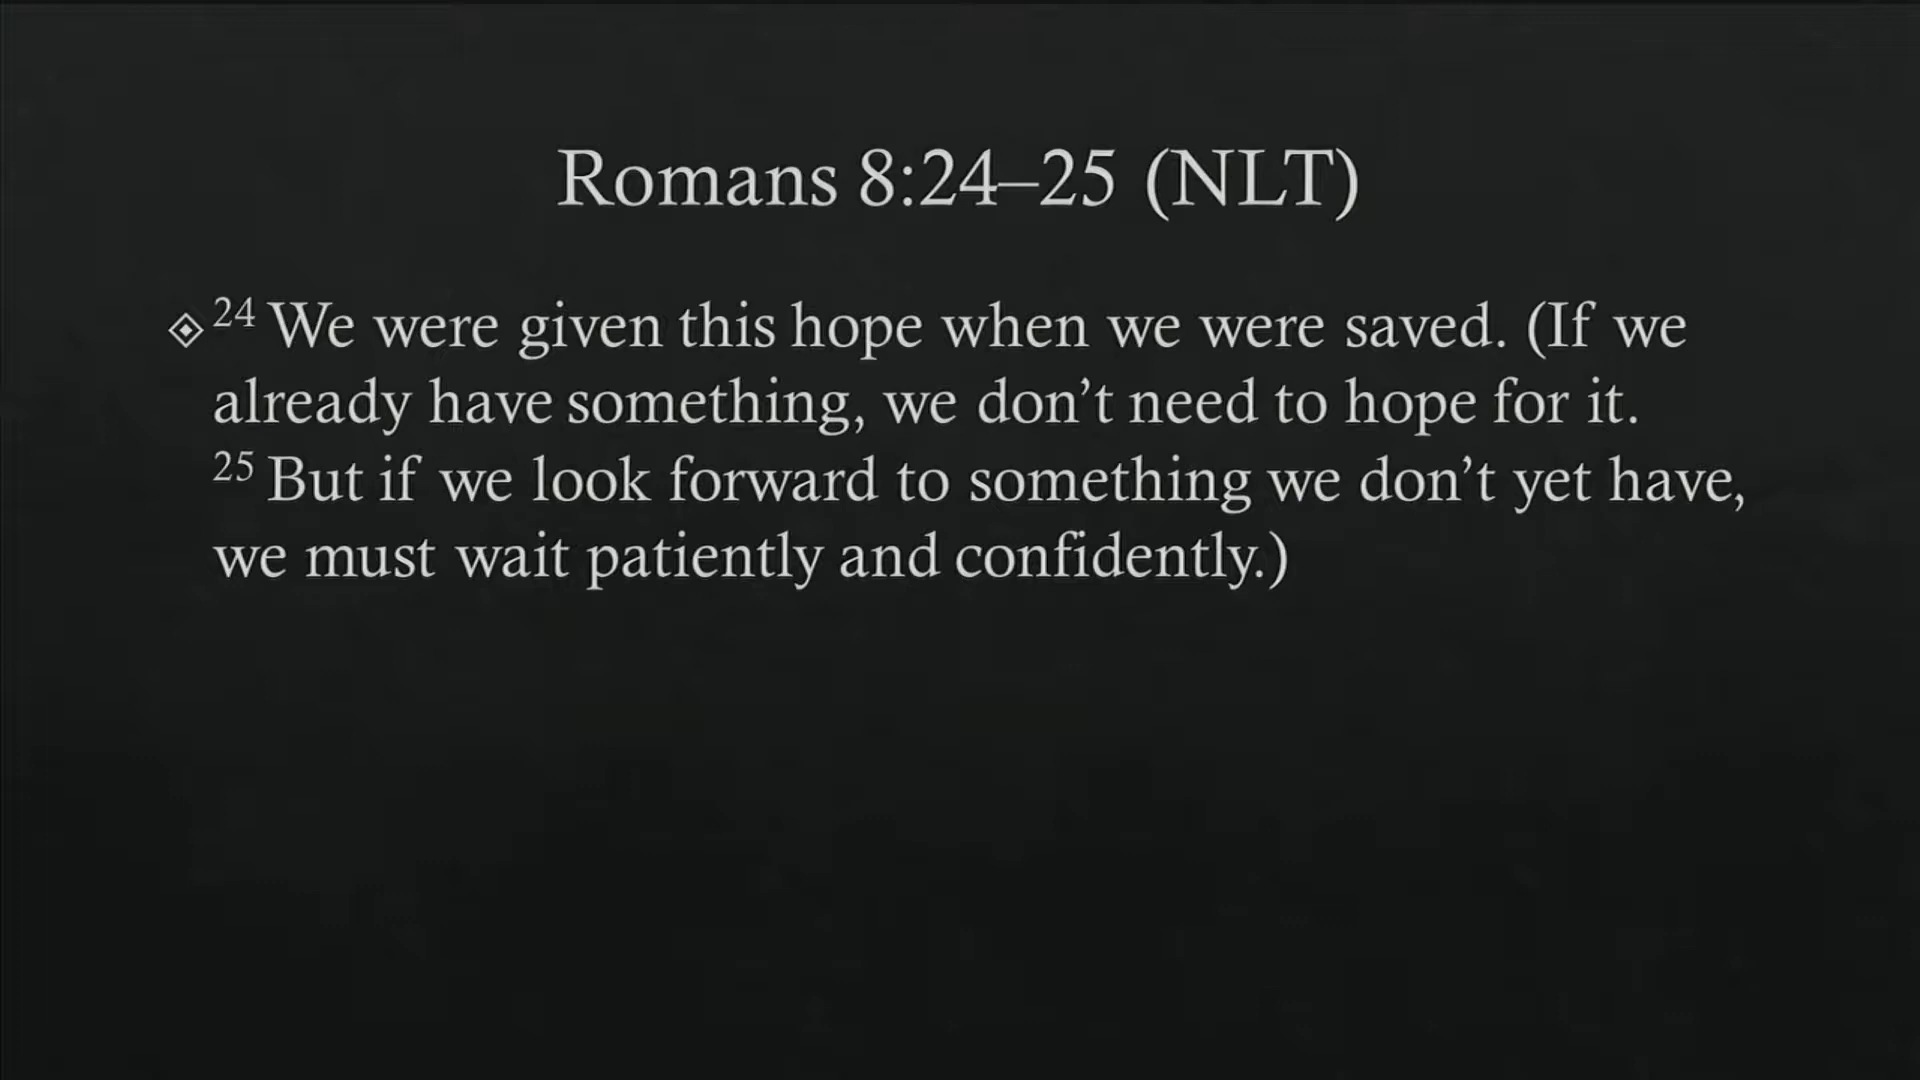 Romans 8:24–25 (NLT)
24 We were given this hope when we were saved. (If we
already have something, we don’t need to hope for it.
25 But if we look forward to something we don’t yet have,
we must wait patiently and confidently.)